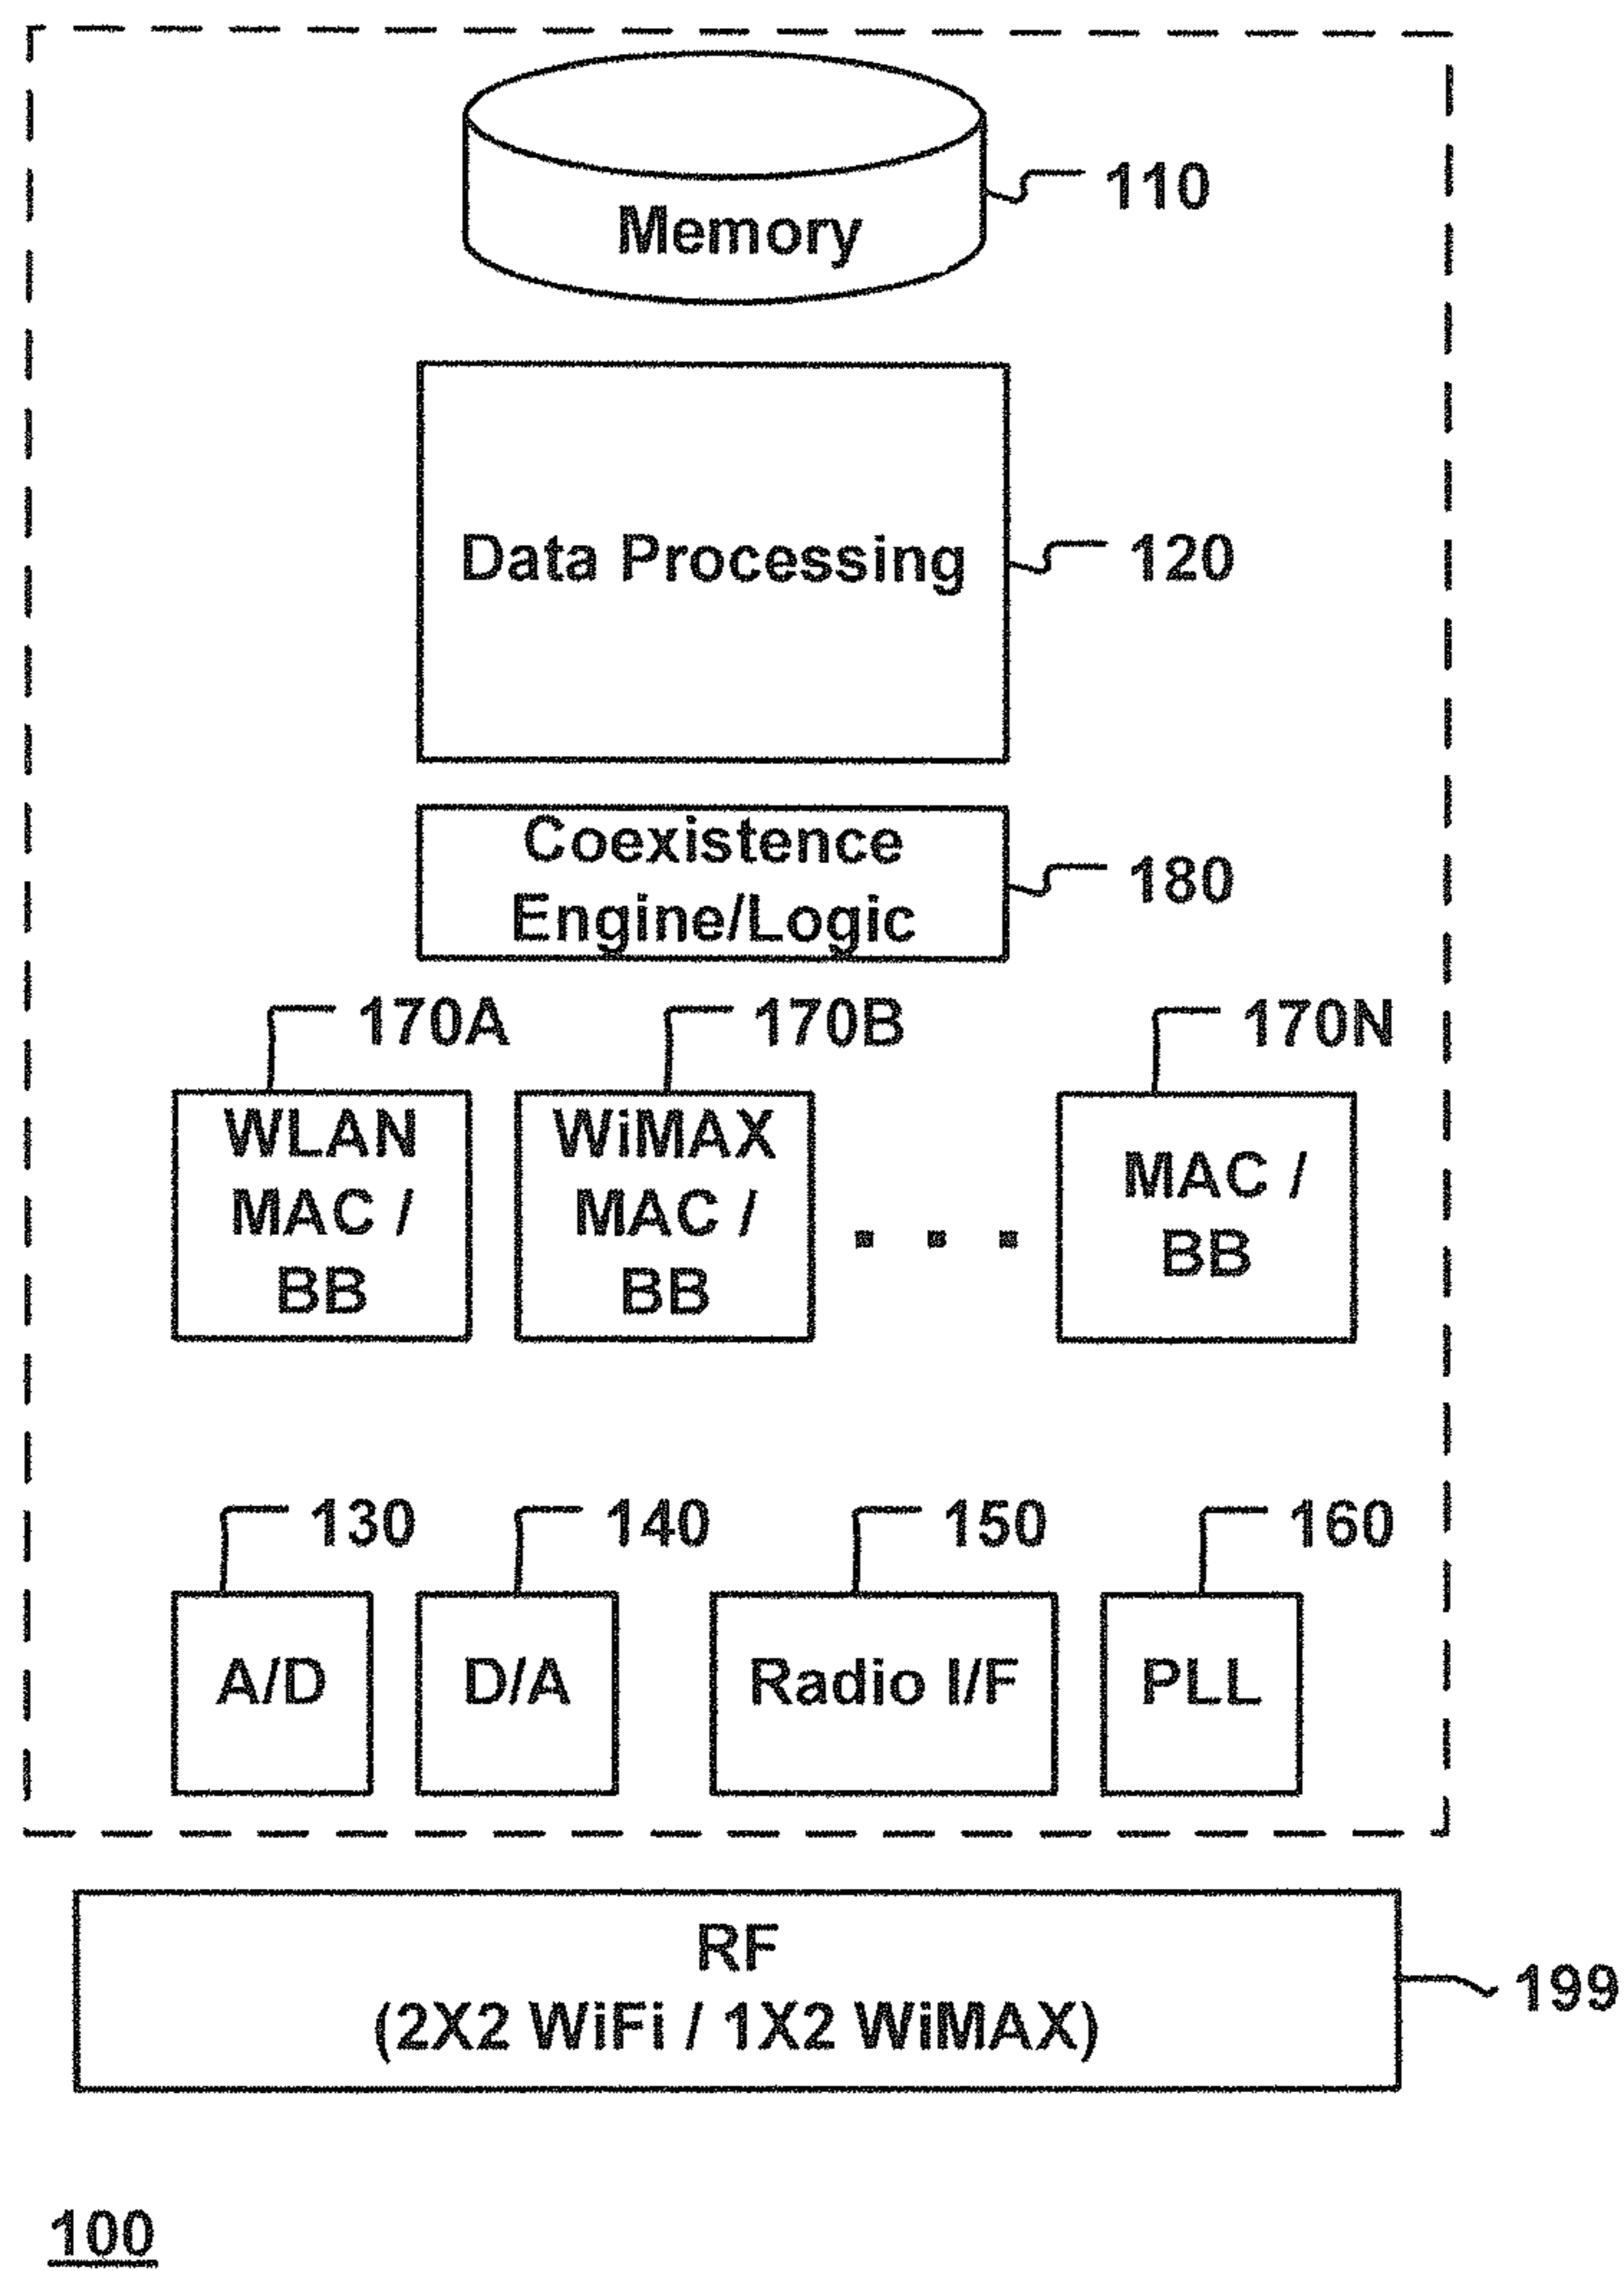 110
Memory
Data Processing
120
Coexistence
Engine/Logic
180
170A
170B
170N
WLAN
MAC /
BB
WiMAX
MAC /
BB
. . .
MAC /
BB
130
140
150
160
A/D
D/A
Radio I/F
PLL
RF
(2X2 WiFi / 1X2 WiMAX)
199
100